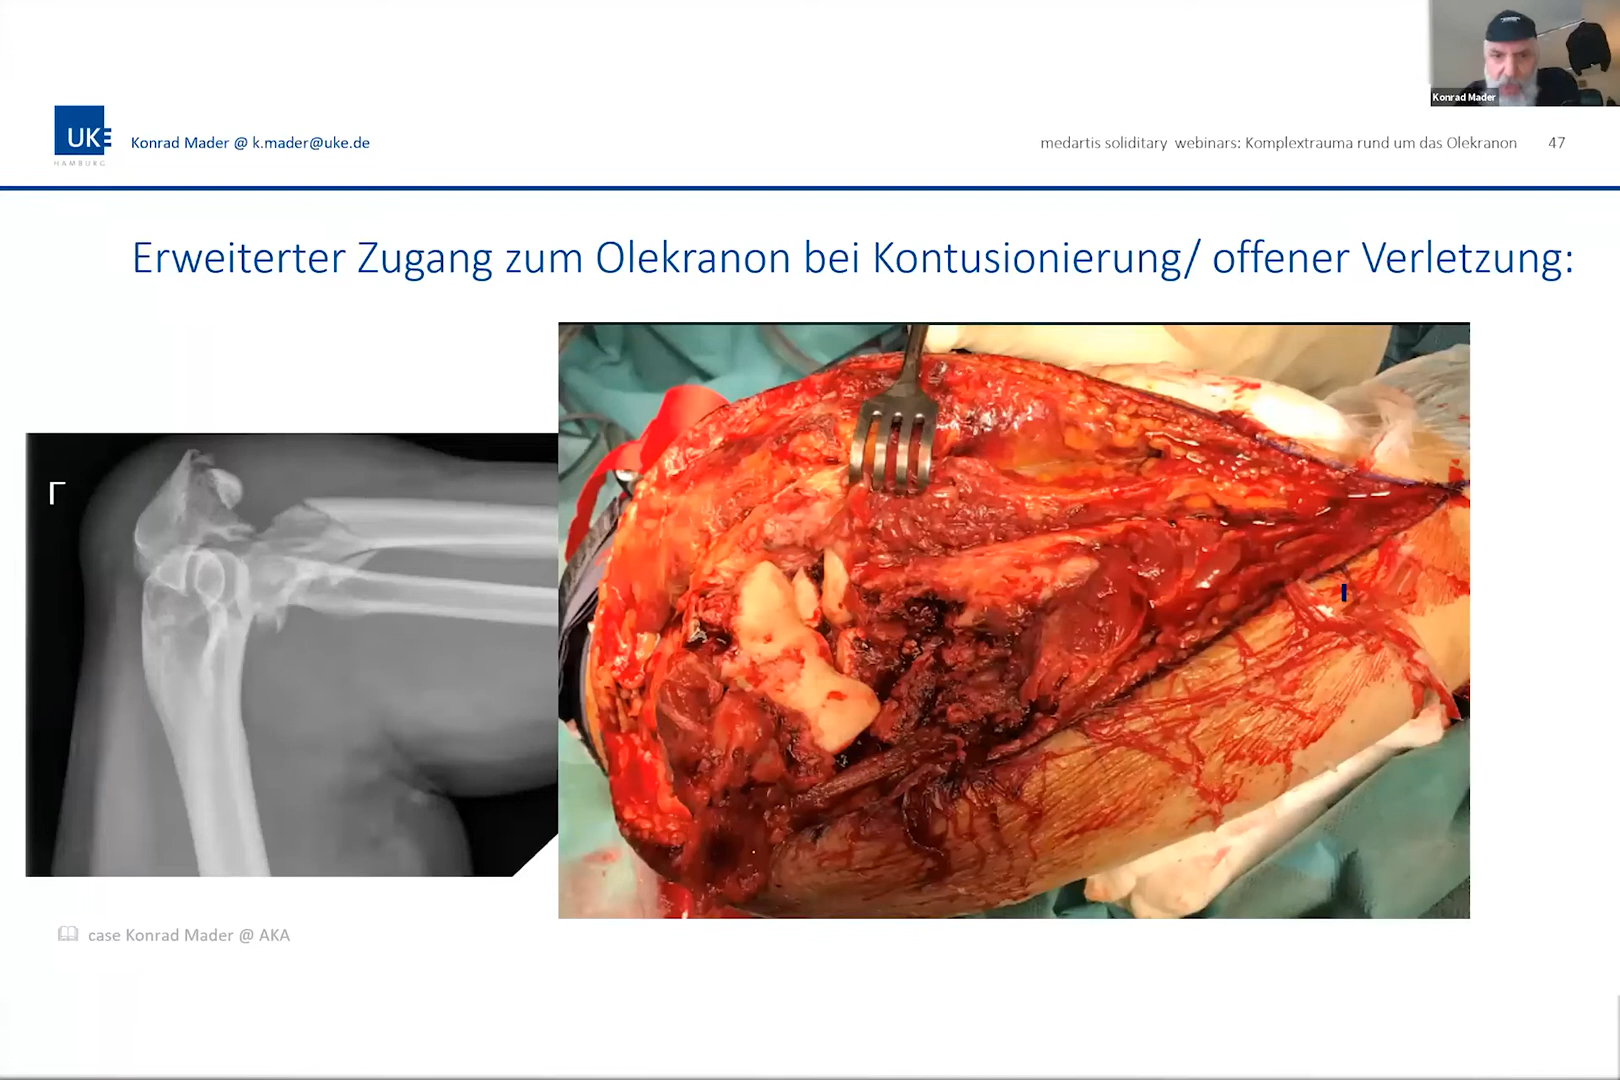 Konrad Mader
UKE
HAMBURG
Konrad Mader @ k.mader@uke.de
medartis soliditary webinars: Komplextrauma rund um das Olekranon 47
Erweiterter Zugang zum Olekranon bei Kontusionierung/ offener Verletzung:
case Konrad Mader @ AKA